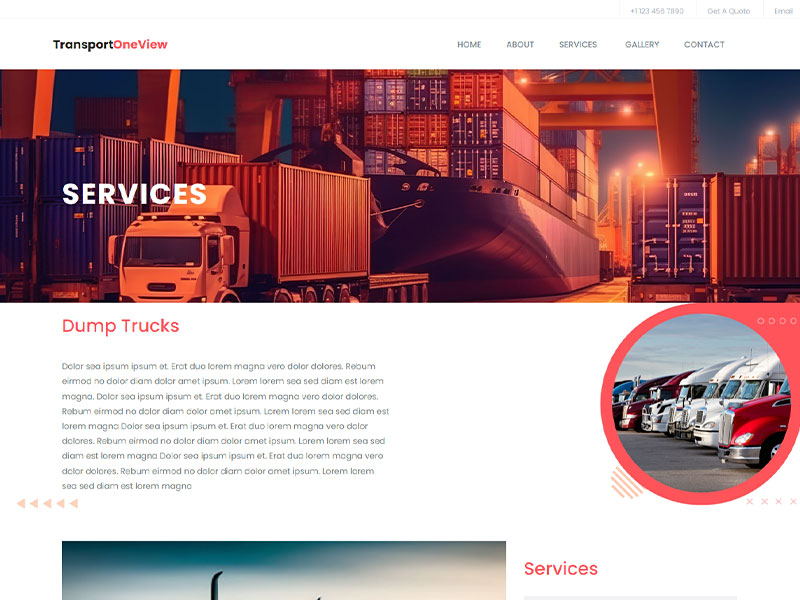 +1 123 456 7890 Get A Quote Email
TransportOneView
HOME ABOUT SERVICES GALLERY CONTACT
SERVICES
Dump Trucks
Dolor sea ipsum ipsum et. Erat duo lorem magna vero dolor dolores. Rebum
eirmod no dolor diam dolor amet ipsum. Lorem lorem sea sed diam est lorem
magna. Dolor sea ipsum ipsum et. Erat duo lorem magna vero dolor dolores.
Rebum eirmod no dolor diam dolor amet ipsum. Lorem lorem sea sed diam est
lorem magna Dolor sea ipsum ipsum et. Erat duo lorem magna vero dolor
dolores. Rebum eirmod no dolor diam dolor amet ipsum. Lorem lorem sea sed
diam est lorem magna Dolor sea ipsum ipsum et. Erat duo lorem magna vero
dolor dolores. Rebum eirmod no dolor diam dolor amet ipsum. Lorem lorem
sea sed diam est lorem magna
Services